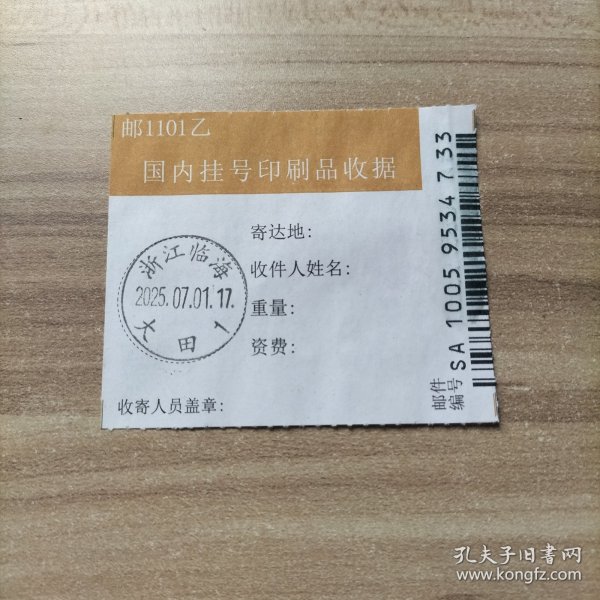 邮1101乙
国内挂号印刷品收据
寄达地：
收件人姓名：
重量：
资费：
浙江临海
2025.07.01.17.
大田 1
收寄人员盖章：
邮件
编号
SA 1005 9534 7 33
孔夫子旧书网
www.kongfz.com